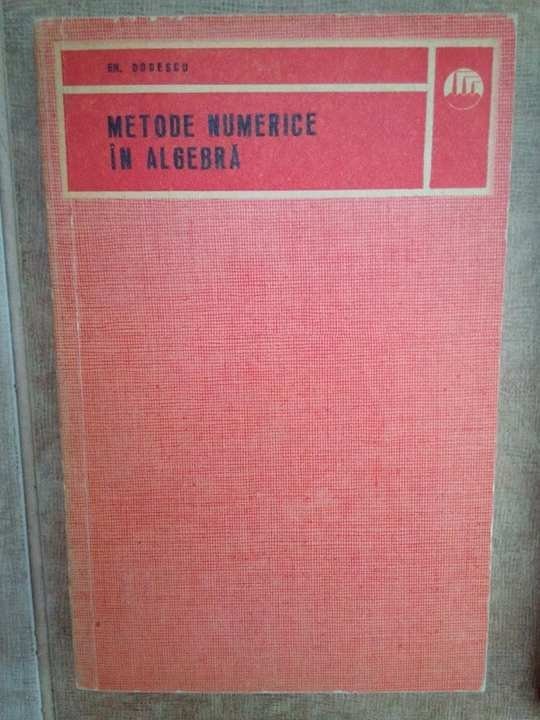 GH. DODESCU
METODE NUMERICE
ÎN ALGEBRĂ